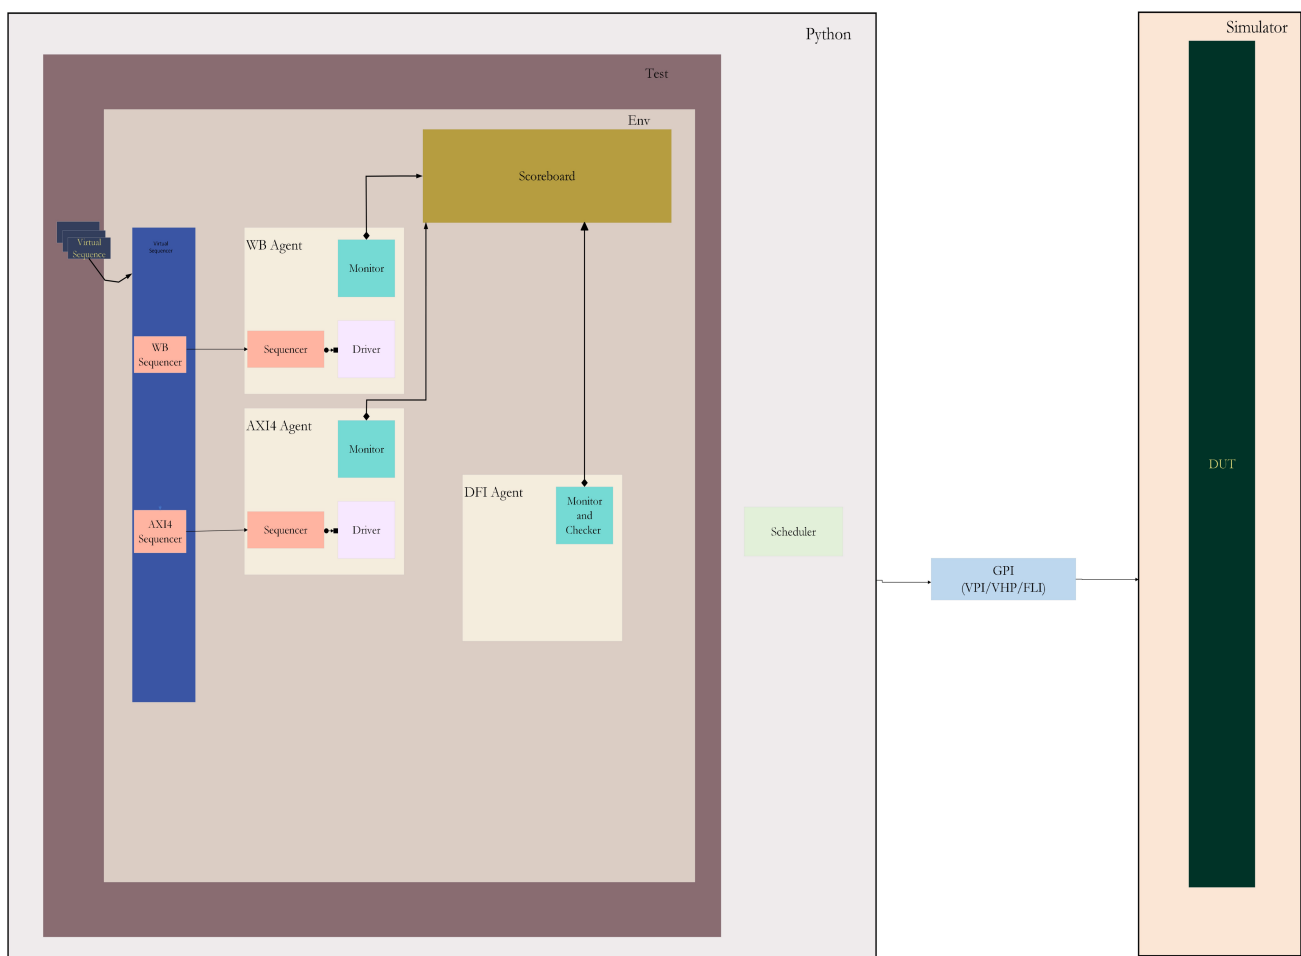 Python
Simulator
Test
Env
Scoreboard
Virtual
Sequence
Virtual
Sequencer
WB Agent
Monitor
WB
Sequencer
Sequencer
Driver
AXI4 Agent
Monitor
AXI4
Sequencer
Sequencer
Driver
DFI Agent
Monitor
and
Checker
Scheduler
GPI
(VPI/VHP/FLI)
DUT